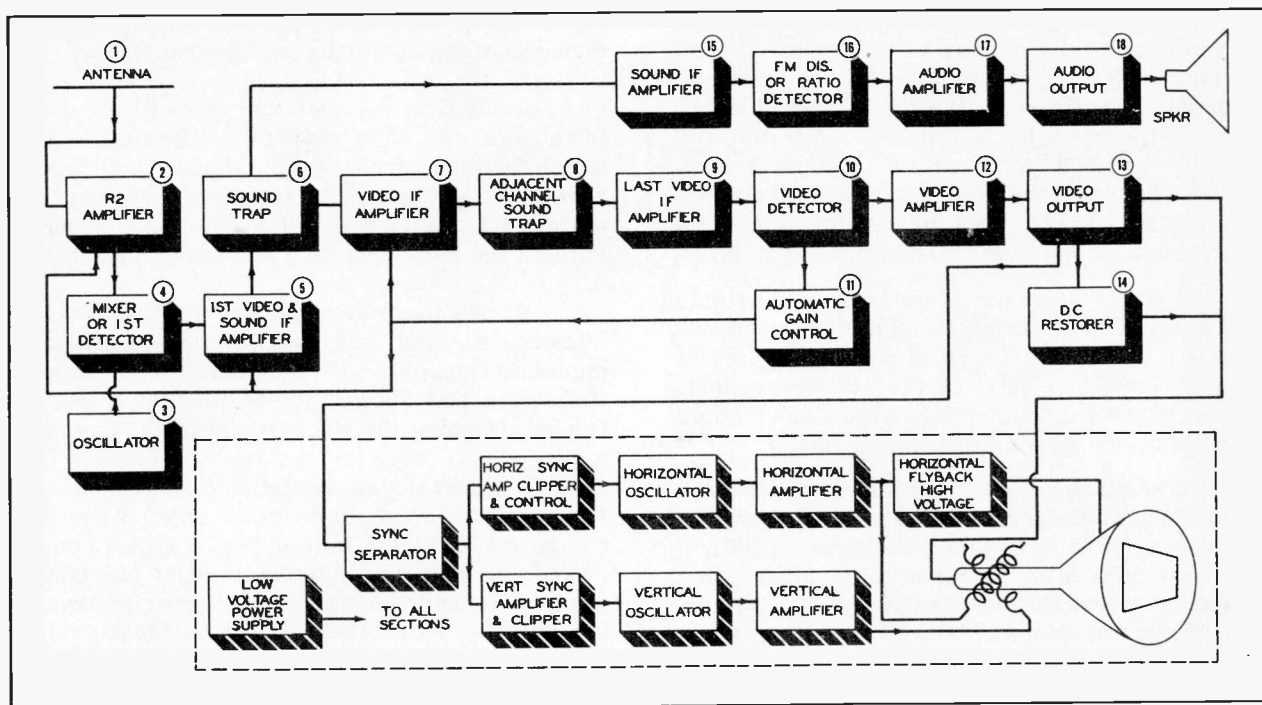 1
ANTENNA
2
R2
AMPLIFIER
6
SOUND
TRAP
7
VIDEO IF
AMPLIFIER
8
ADJACENT
CHANNEL
SOUND
TRAP
9
LAST VIDEO
IF
AMPLIFIER
10
VIDEO
DETECTOR
12
VIDEO
AMPLIFIER
13
VIDEO
OUTPUT
15
SOUND IF
AMPLIFIER
16
FM DIS.
OR RATIO
DETECTOR
17
AUDIO
AMPLIFIER
18
AUDIO
OUTPUT
SPKR
4
MIXER
OR 1ST
DETECTOR
5
1ST VIDEO &
SOUND IF
AMPLIFIER
11
AUTOMATIC
GAIN
CONTROL
14
DC
RESTORER
3
OSCILLATOR
HORIZ SYNC
AMP CLIPPER
& CONTROL
HORIZONTAL
OSCILLATOR
HORIZONTAL
AMPLIFIER
HORIZONTAL
FLYBACK
HIGH
VOLTAGE
SYNC
SEPARATOR
LOW
VOLTAGE
POWER
SUPPLY
TO ALL
SECTIONS
VERT SYNC
AMPLIFIER
& CLIPPER
VERTICAL
OSCILLATOR
VERTICAL
AMPLIFIER